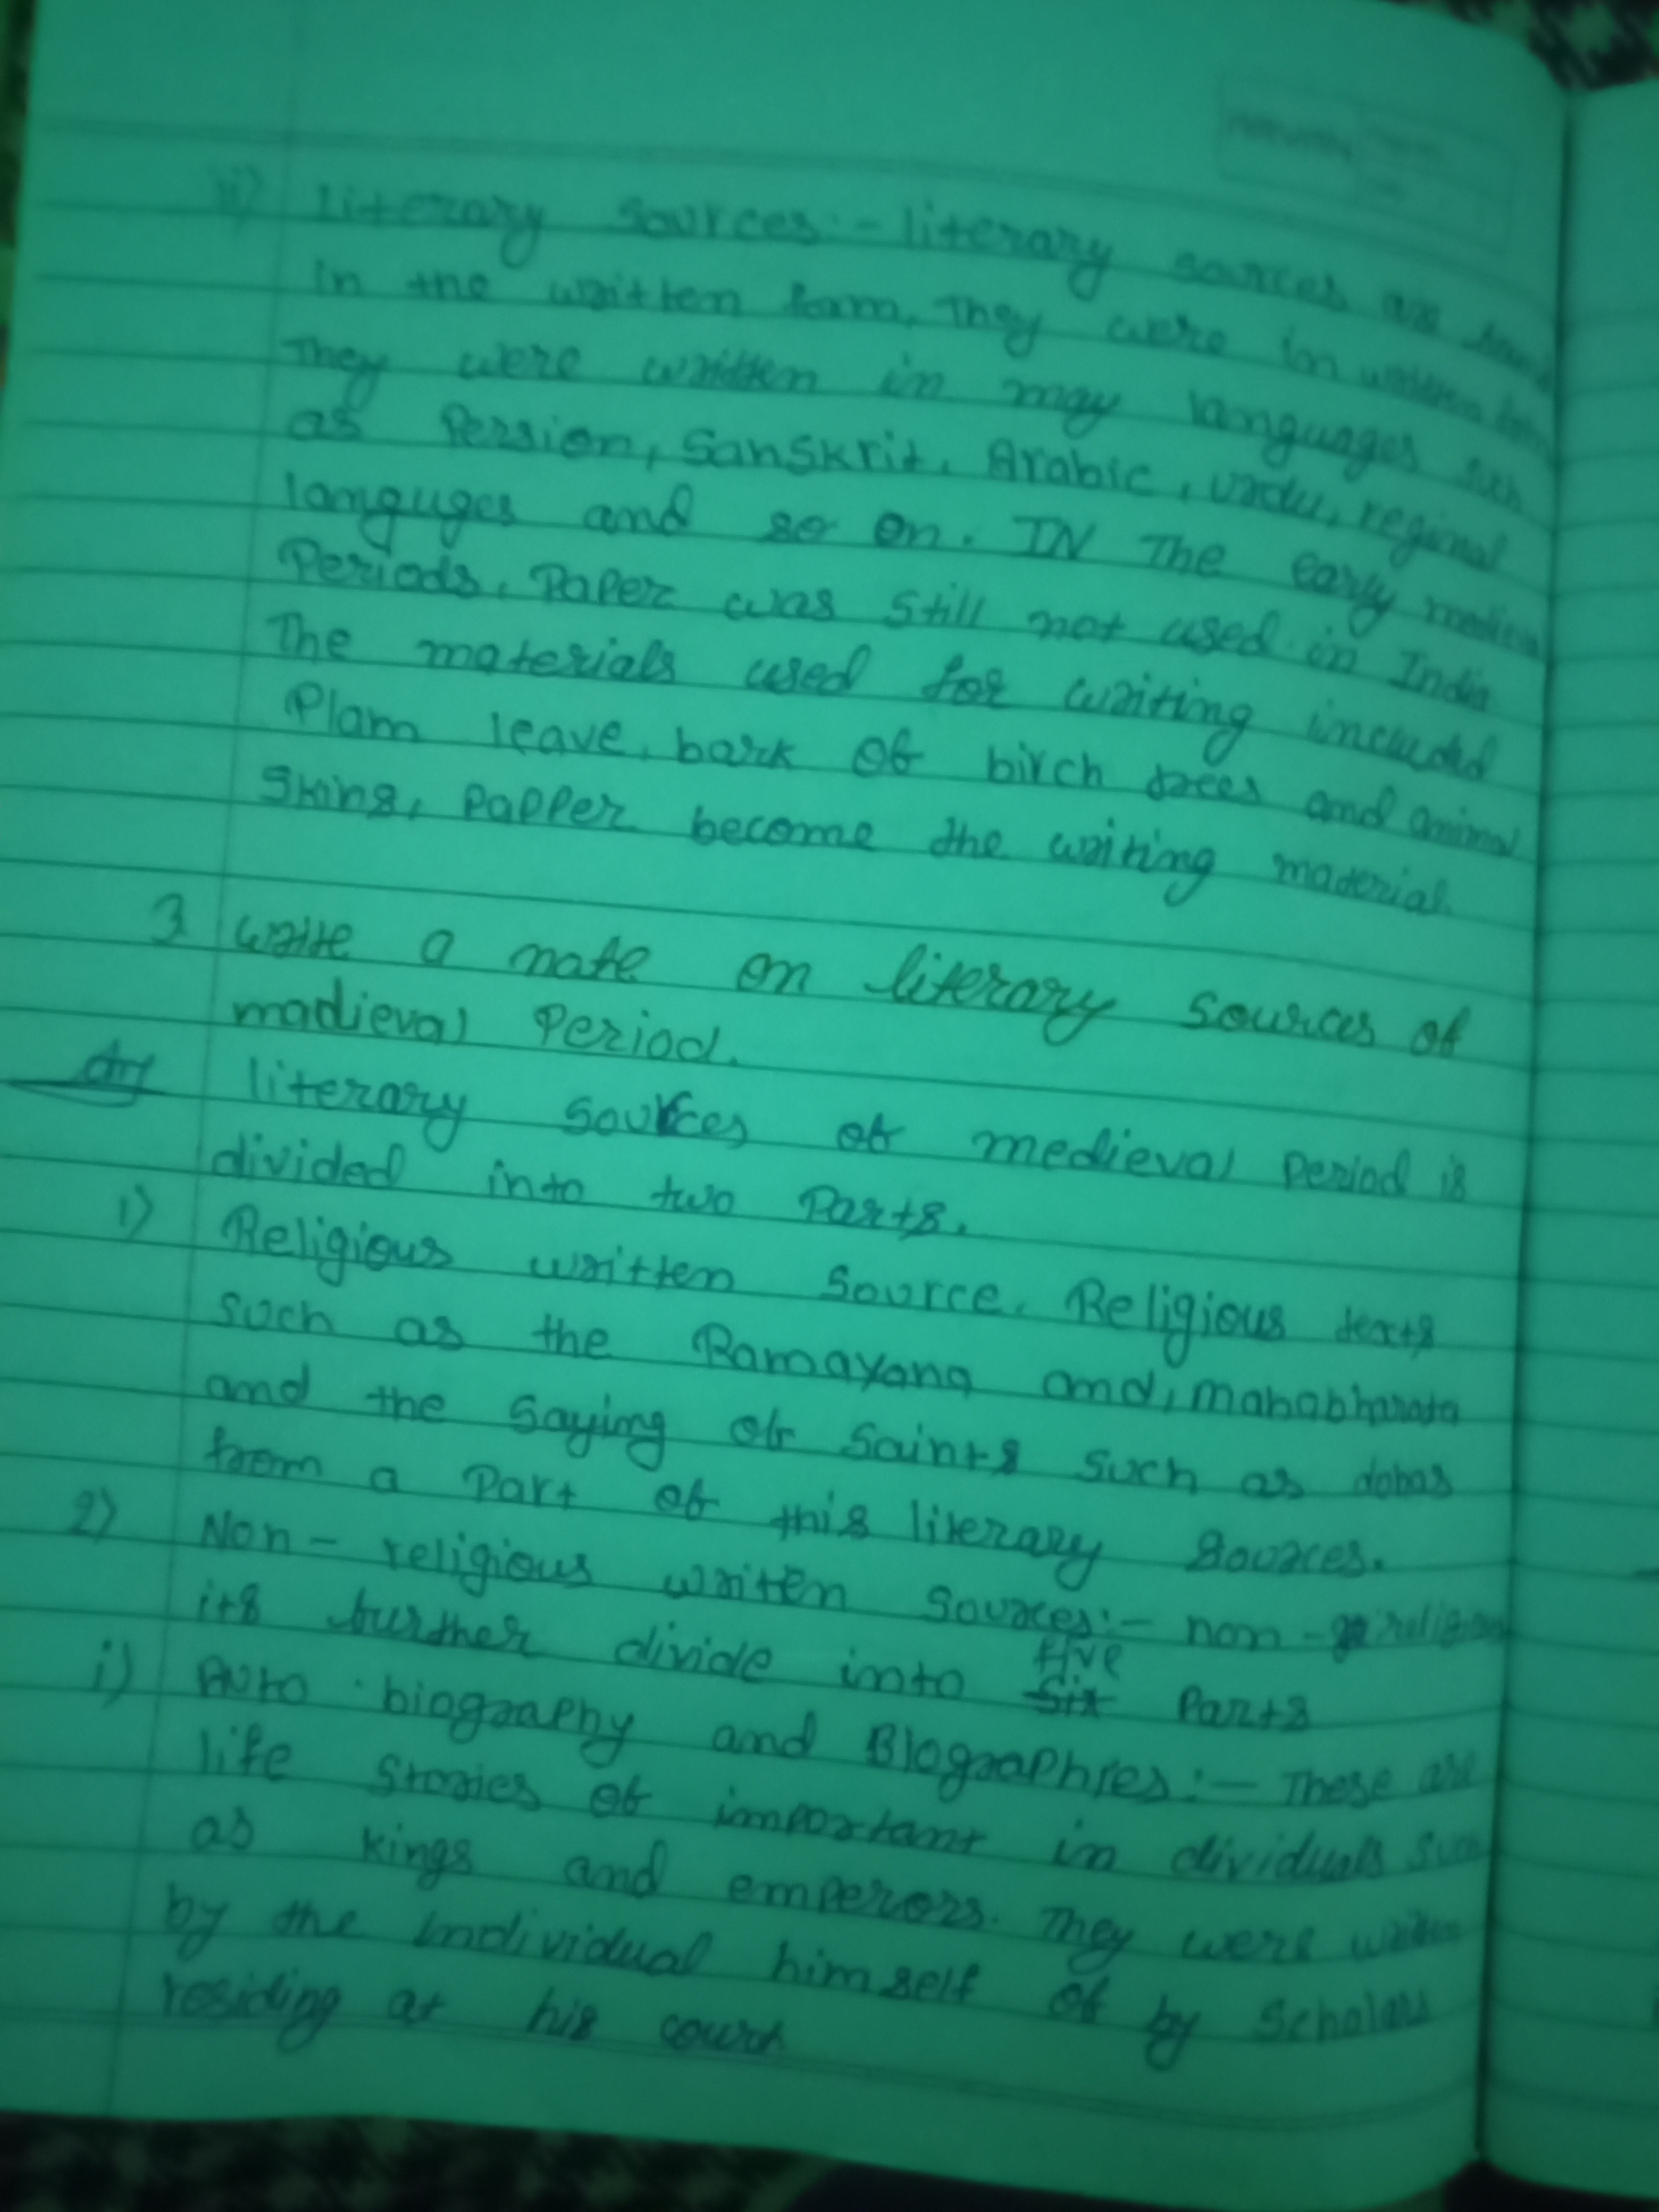 ii) Literary sources:- literary sources are found
in the written form. They were in written form
They were written in may languages such
as Persion, Sanskrit, Arabic, urdu, reginal
languges and so on. IN The early medieval
Periods, Paper was still not used in India
The materials used for writing included
Plam leave, bark of birch trees and animal
Skins, papper become the writing material.
3 write a note on literary sources of
madieval Period.
Ans literary sources of medieval period is
divided into two Parts.
1) Religious written Source. Religious texts
such as the Ramayana and, mahabharata
and the saying of saints such as dohas
from a Part of this literary sources.
2) Non-religious written sources:- non-religious
its further divide into five
six Parts
i) Auto biography and Biographies:- These are
life stories of important in dividuals such
as kings and emperors. They were written
by the individual himself of by scholars
residing at his court